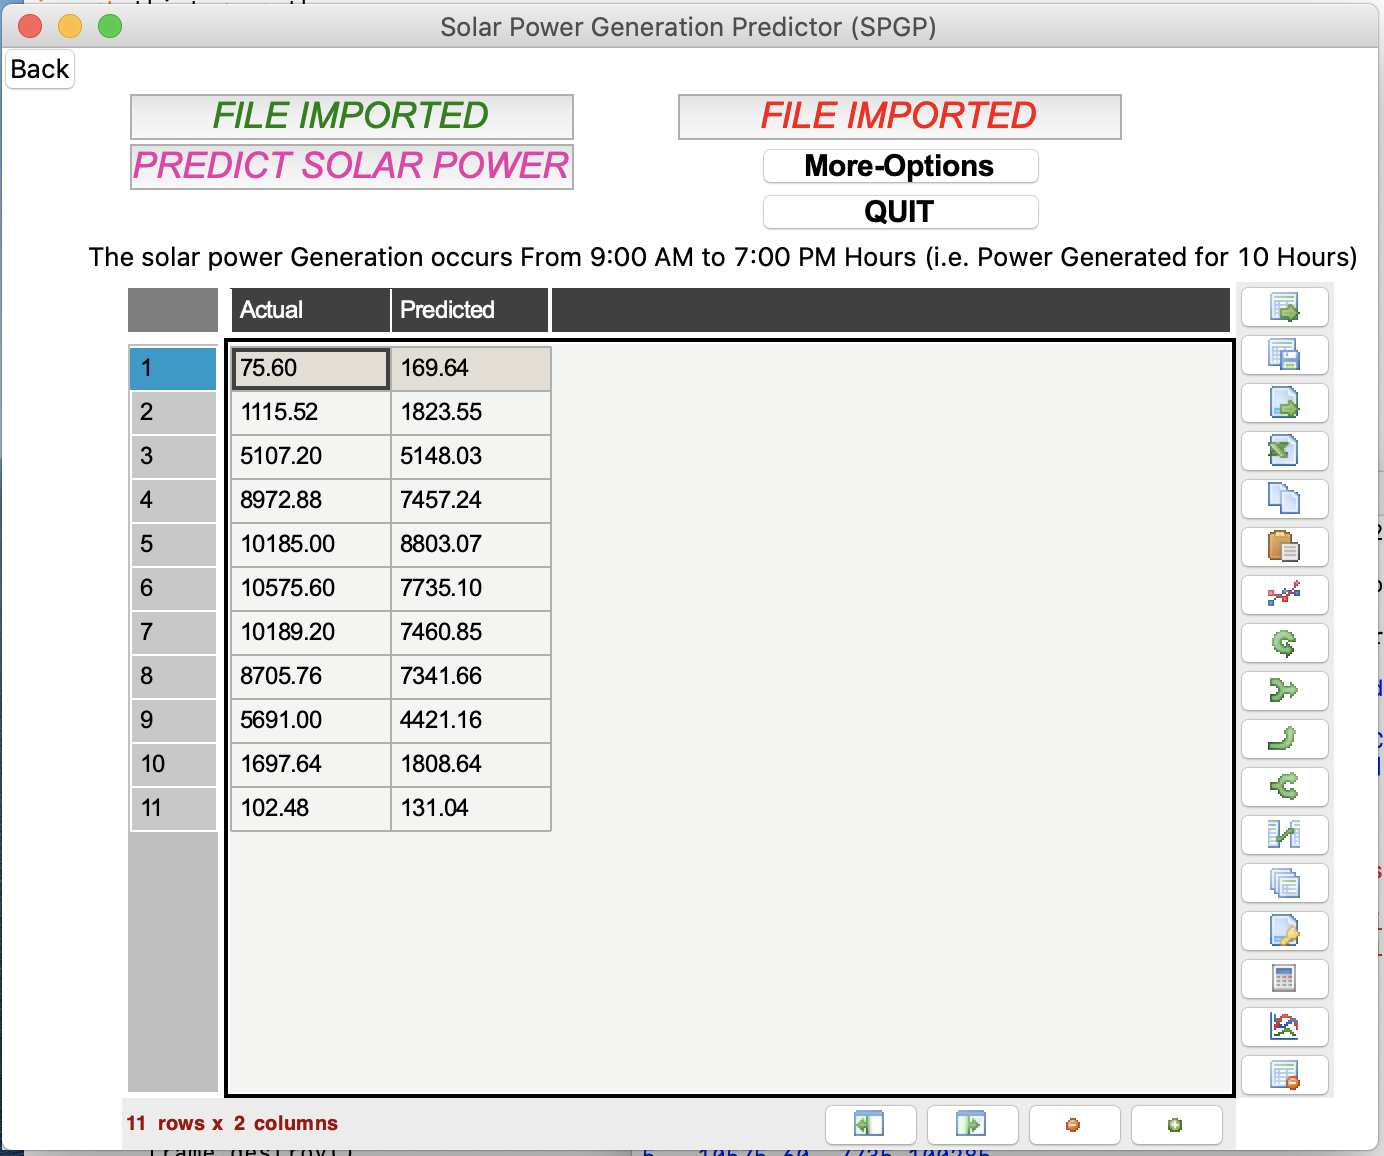 Solar Power Generation Predictor (SPGP)
Back
FILE IMPORTED
FILE IMPORTED
PREDICT SOLAR POWER
More-Options
QUIT
The solar power Generation occurs From 9:00 AM to 7:00 PM Hours (i.e. Power Generated for 10 Hours)
Actual Predicted
1 75.60 169.64
2 1115.52 1823.55
3 5107.20 5148.03
4 8972.88 7457.24
5 10185.00 8803.07
6 10575.60 7735.10
7 10189.20 7460.85
8 8705.76 7341.66
9 5691.00 4421.16
10 1697.64 1808.64
11 102.48 131.04
11 rows x 2 columns